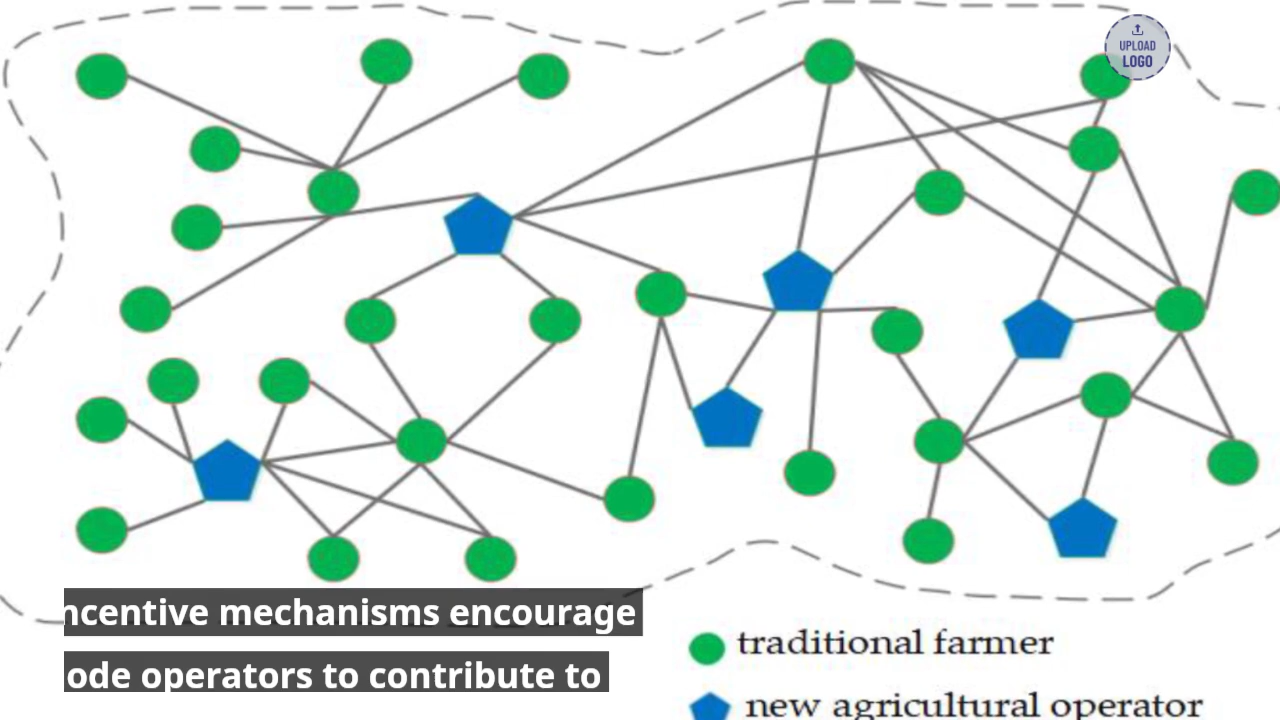 UPLOAD
LOGO
ncentive mechanisms encourage
ode operators to contribute to
traditional farmer
new agricultural operator